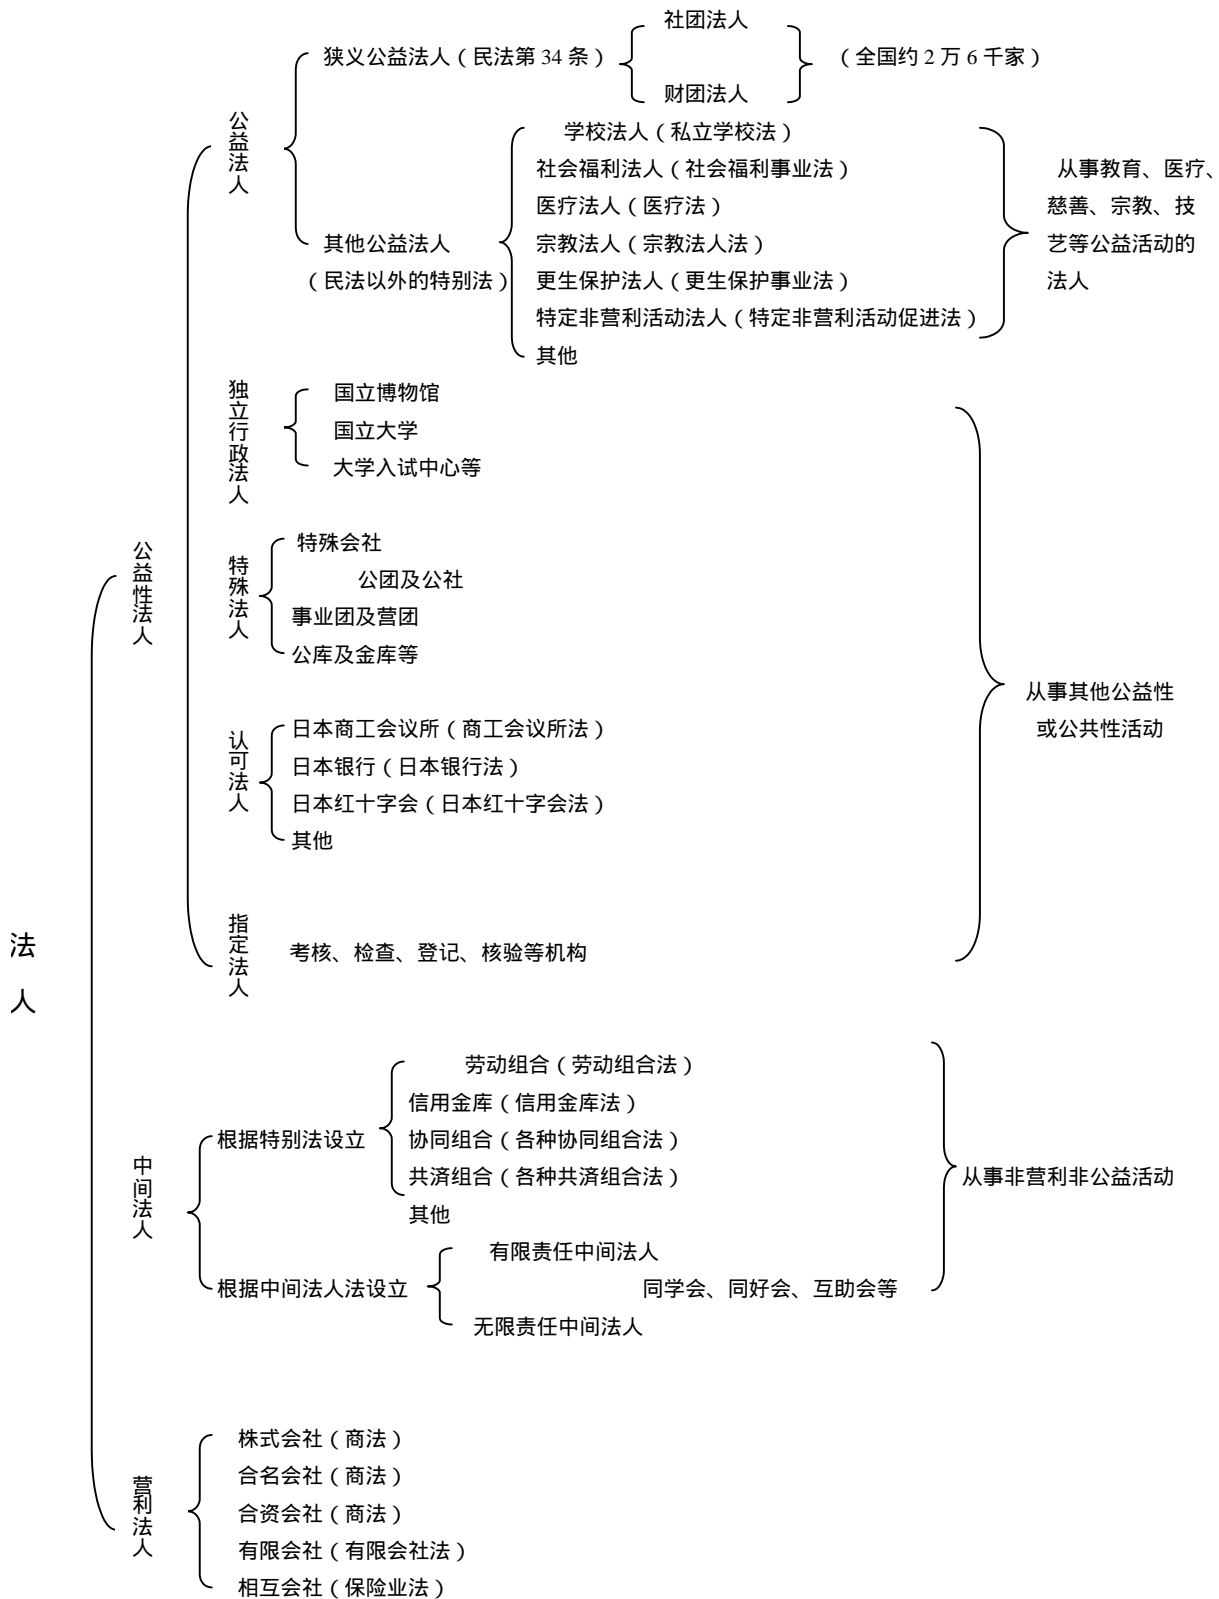 法人
公益性法人
公益法人
狭义公益法人（民法第 34 条）
社团法人
财团法人
（全国约 2 万 6 千家）
其他公益法人
（民法以外的特别法）
学校法人（私立学校法）
社会福利法人（社会福利事业法）
医疗法人（医疗法）
宗教法人（宗教法人法）
更生保护法人（更生保护事业法）
特定非营利活动法人（特定非营利活动促进法）
其他
从事教育、医疗、
慈善、宗教、技
艺等公益活动的
法人
独立行政法人
国立博物馆
国立大学
大学入试中心等
特殊法人
特殊会社
公团及公社
事业团及营团
公库及金库等
认可法人
日本商工会议所（商工会议所法）
日本银行（日本银行法）
日本红十字会（日本红十字会法）
其他
指定法人
考核、检查、登记、核验等机构
从事其他公益性
或公共性活动
中间法人
根据特别法设立
劳动组合（劳动组合法）
信用金库（信用金库法）
协同组合（各种协同组合法）
共済组合（各种共済组合法）
其他
根据中间法人法设立
有限责任中间法人
同学会、同好会、互助会等
无限责任中间法人
从事非营利非公益活动
营利法人
株式会社（商法）
合名会社（商法）
合资会社（商法）
有限会社（有限会社法）
相互会社（保险业法）